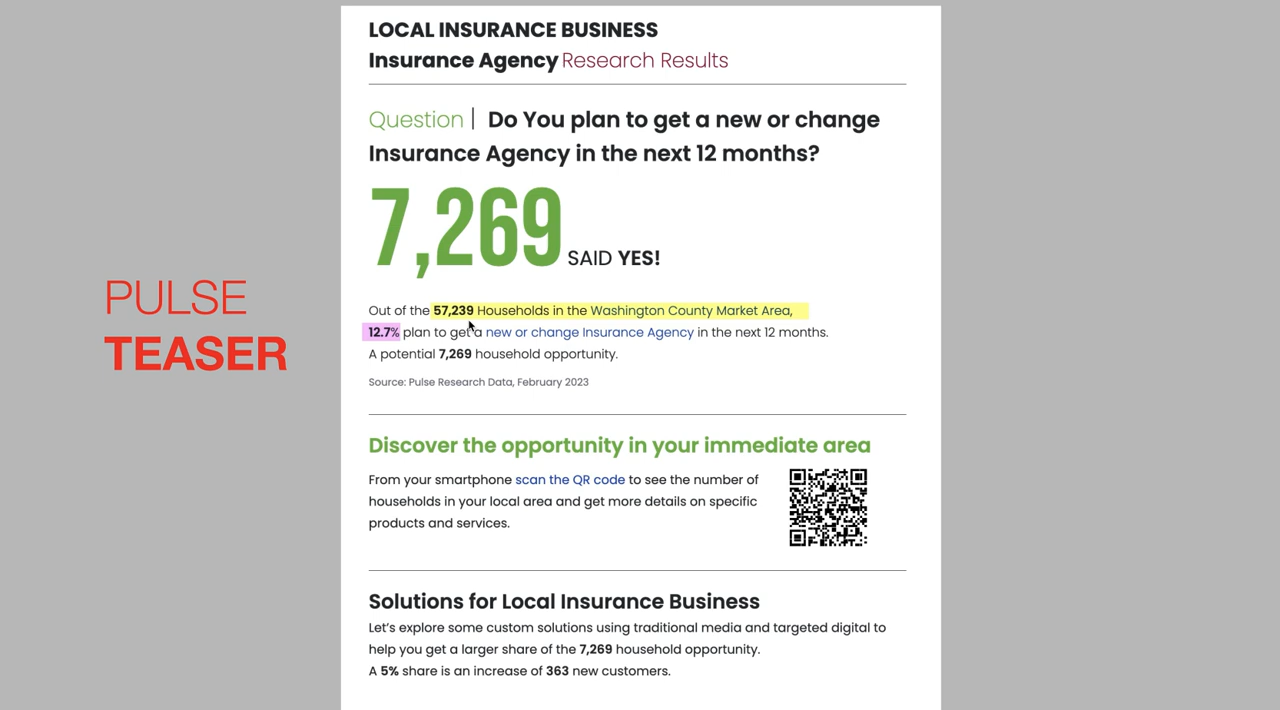 LOCAL INSURANCE BUSINESS
Insurance Agency Research Results
Question | Do You plan to get a new or change
Insurance Agency in the next 12 months?
7,269 SAID YES!
PULSE
TEASER
Out of the 57,239 Households in the Washington County Market Area,
12.7% plan to get a new or change Insurance Agency in the next 12 months.
A potential 7,269 household opportunity.
Source: Pulse Research Data, February 2023
Discover the opportunity in your immediate area
From your smartphone scan the QR code to see the number of
households in your local area and get more details on specific
products and services.
Solutions for Local Insurance Business
Let's explore some custom solutions using traditional media and targeted digital to
help you get a larger share of the 7,269 household opportunity.
A 5% share is an increase of 363 new customers.